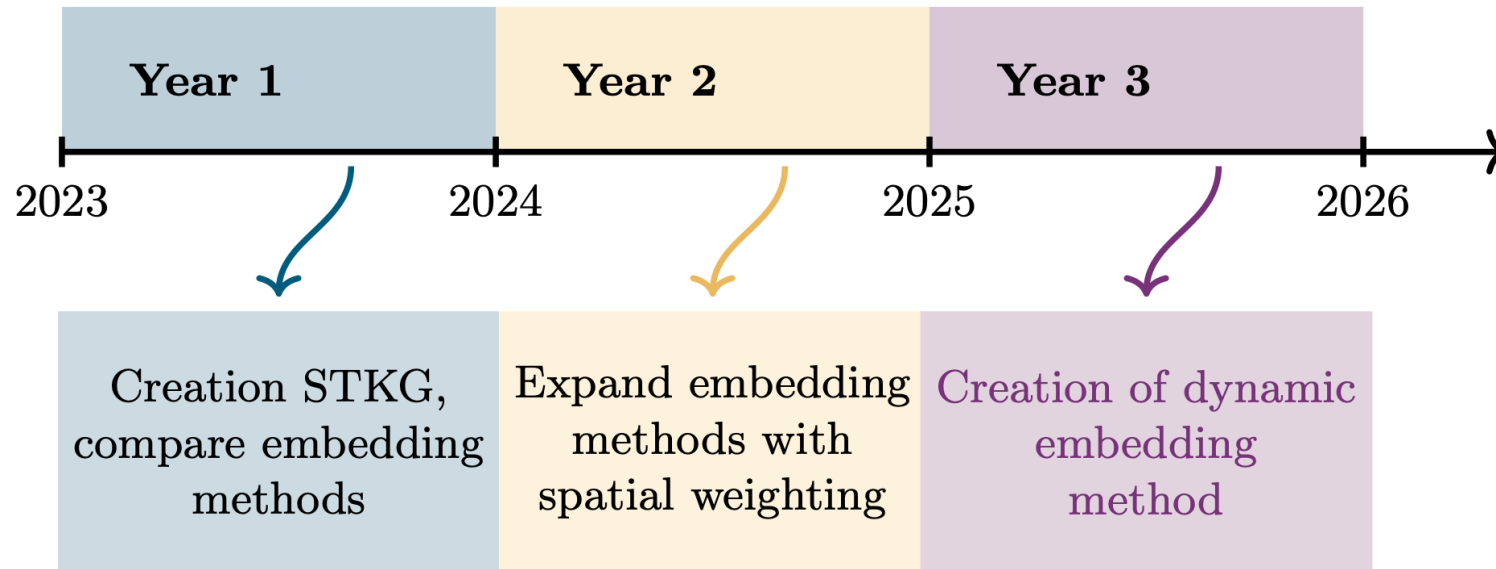 Year 1
Year 2
Year 3
2023
2024
2025
2026
Creation STKG,
compare embedding
methods
Expand embedding
methods with
spatial weighting
Creation of dynamic
embedding
method